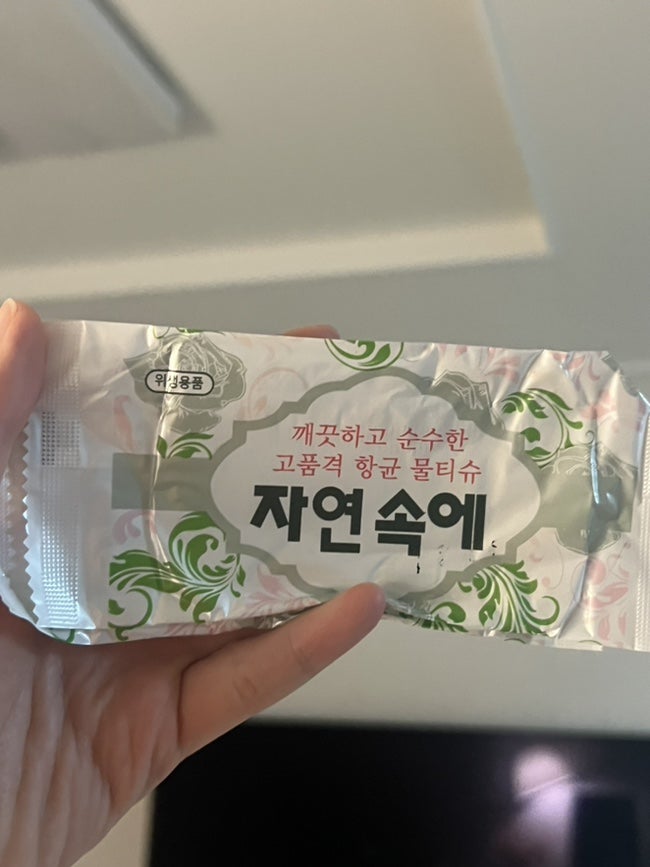 위생용품
깨끗하고 순수한
고품격 항균 물티슈
자연속에